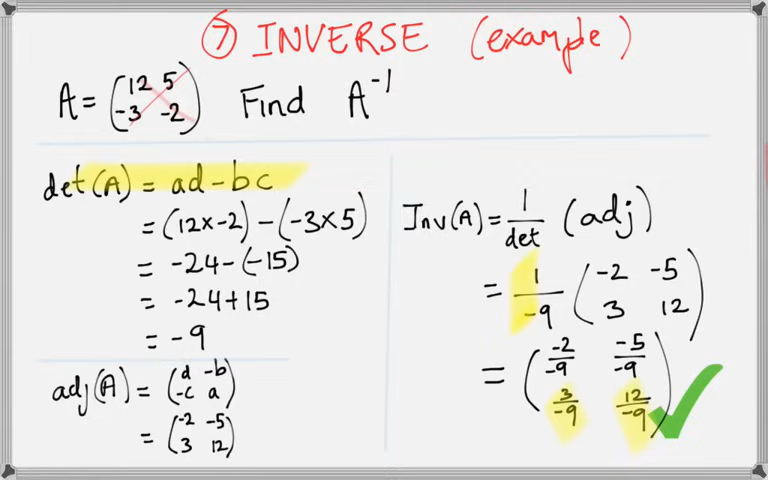 ⑦ INVERSE (example)
A = (12 5
-3 -2) Find A⁻¹
det(A) = ad - bc
= (12×-2) - (-3×5)
= -24 - (-15)
= -24 + 15
= -9
adj(A) = (d -b
-c a)
= (-2 -5
3 12)
Inv(A) = 1/det (adj)
= 1/-9 (-2 -5
3 12)
= (-2/-9 -5/-9
3/-9 12/-9)